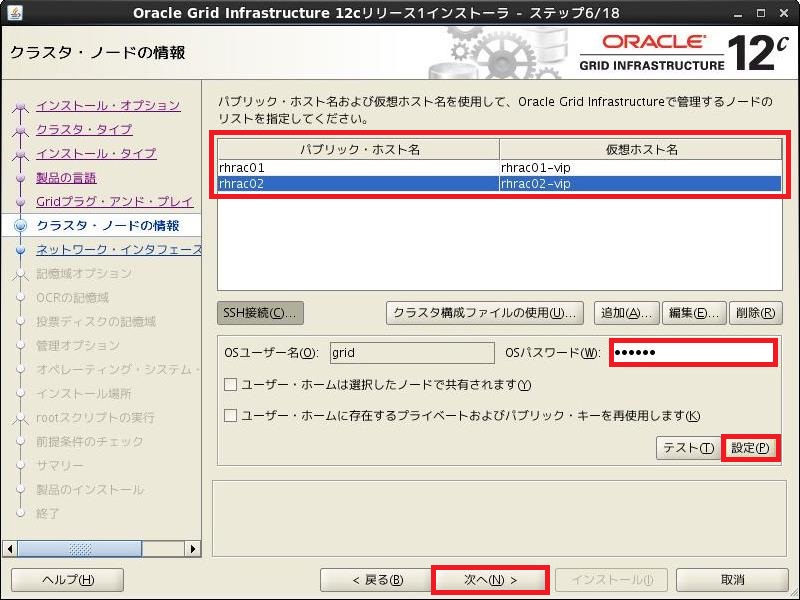 Oracle Grid Infrastructure 12cリリース1インストーラ - ステップ6/18
クラスタ・ノードの情報
ORACLE
GRID INFRASTRUCTURE
12c
インストール・オプション
クラスタ・タイプ
インストール・タイプ
製品の言語
Gridプラグ・アンド・プレイ
クラスタ・ノードの情報
ネットワーク・インタフェース
記憶域オプション
OCRの記憶域
投票ディスクの記憶域
管理オプション
オペレーティング・システム・
インストール場所
rootスクリプトの実行
前提条件のチェック
サマリー
製品のインストール
終了
パブリック・ホスト名および仮想ホスト名を使用して、Oracle Grid Infrastructureで管理するノードの
リストを指定してください。
パブリック・ホスト名 仮想ホスト名
rhrac01 rhrac01-vip
rhrac02 rhrac02-vip
SSH接続(C)... クラスタ構成ファイルの使用(U)... 追加(A)... 編集(E)... 削除(R)
OSユーザー名(O): grid OSパスワード(W): ••••••
ユーザー・ホームは選択したノードで共有されます(Y)
ユーザー・ホームに存在するプライベートおよびパブリック・キーを再使用します(K)
テスト(T) 設定(P)
ヘルプ(H) < 戻る(B) 次へ(N) > インストール(I) 取消